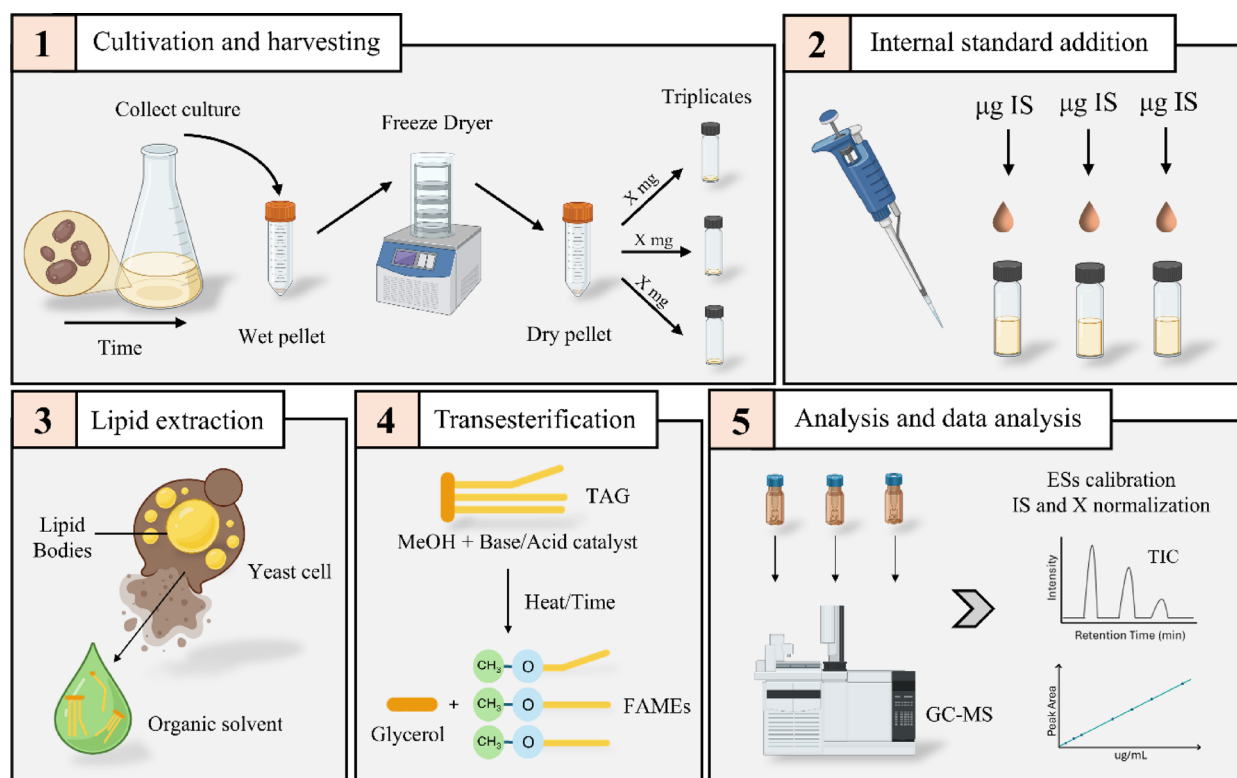 1 Cultivation and harvesting
Collect culture
Time
Wet pellet
Freeze Dryer
Dry pellet
Triplicates
X mg
X mg
X mg
2 Internal standard addition
μg IS μg IS μg IS
3 Lipid extraction
Lipid
Bodies
Yeast cell
Organic solvent
4 Transesterification
TAG
MeOH + Base/Acid catalyst
Heat/Time
CH₃ O
Glycerol + CH₃ O FAMEs
CH₃ O
5 Analysis and data analysis
GC-MS
ESs calibration
IS and X normalization
TIC
Intensity
Retention Time (min)
Peak Area
ug/mL